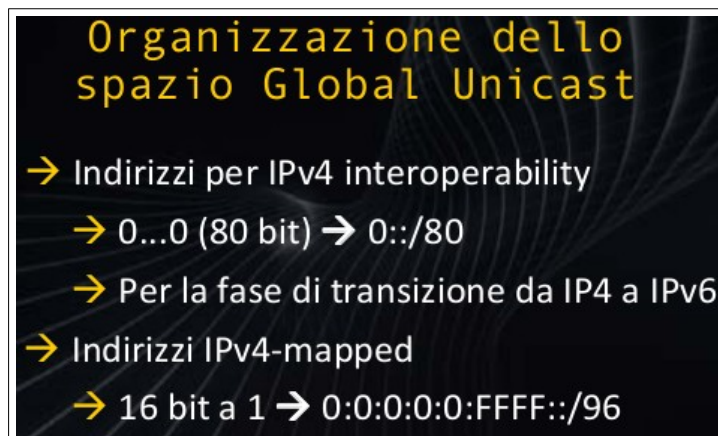 Organizzazione dello
spazio Global Unicast
→ Indirizzi per IPv4 interoperability
→ 0...0 (80 bit) → 0::/80
→ Per la fase di transizione da IP4 a IPv6
→ Indirizzi IPv4-mapped
→ 16 bit a 1 → 0:0:0:0:0:FFFF::/96